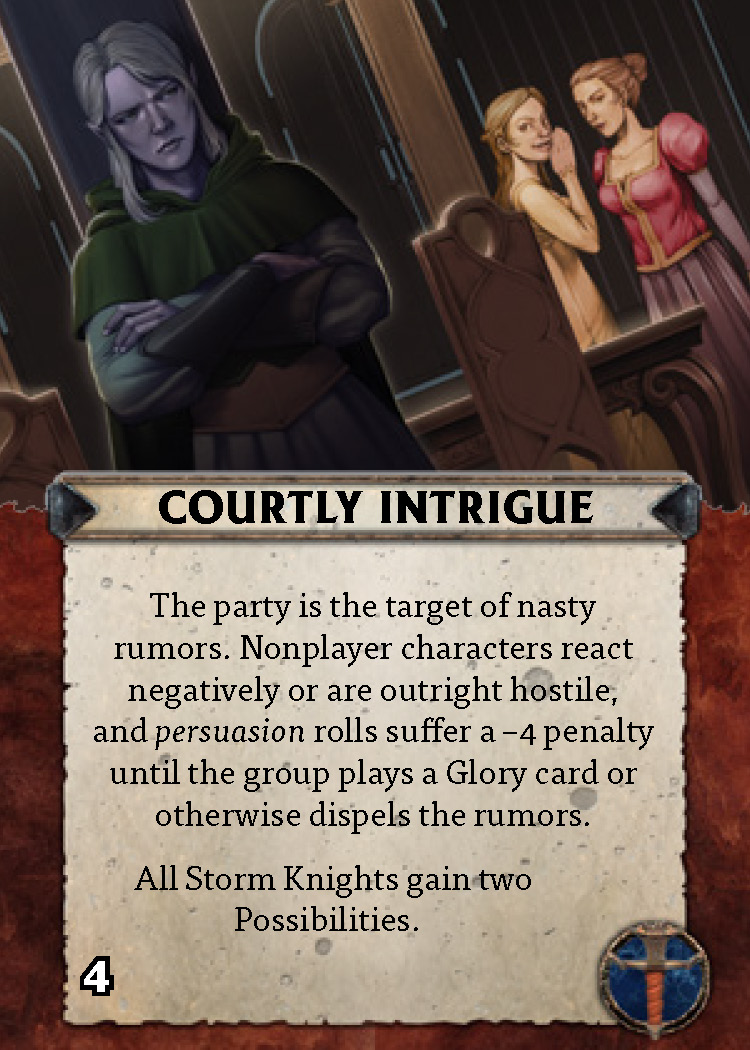 COURTLY INTRIGUE
The party is the target of nasty
rumors. Nonplayer characters react
negatively or are outright hostile,
and persuasion rolls suffer a –4 penalty
until the group plays a Glory card or
otherwise dispels the rumors.
All Storm Knights gain two
Possibilities.
4